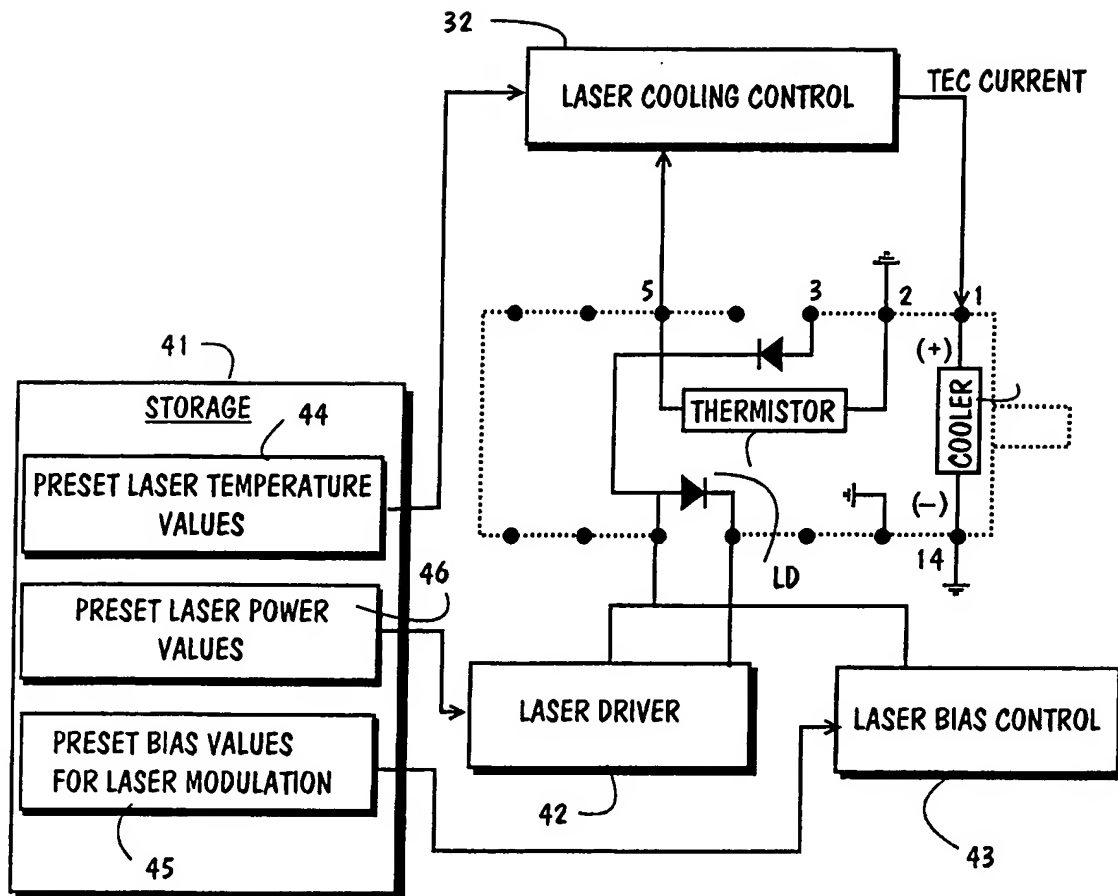 32
LASER COOLING CONTROL
TEC CURRENT
5
3
2
1
(+)
COOLER
(−)
14
THERMISTOR
LD
41
STORAGE
44
PRESET LASER TEMPERATURE
VALUES
46
PRESET LASER POWER
VALUES
PRESET BIAS VALUES
FOR LASER MODULATION
45
LASER DRIVER
42
LASER BIAS CONTROL
43